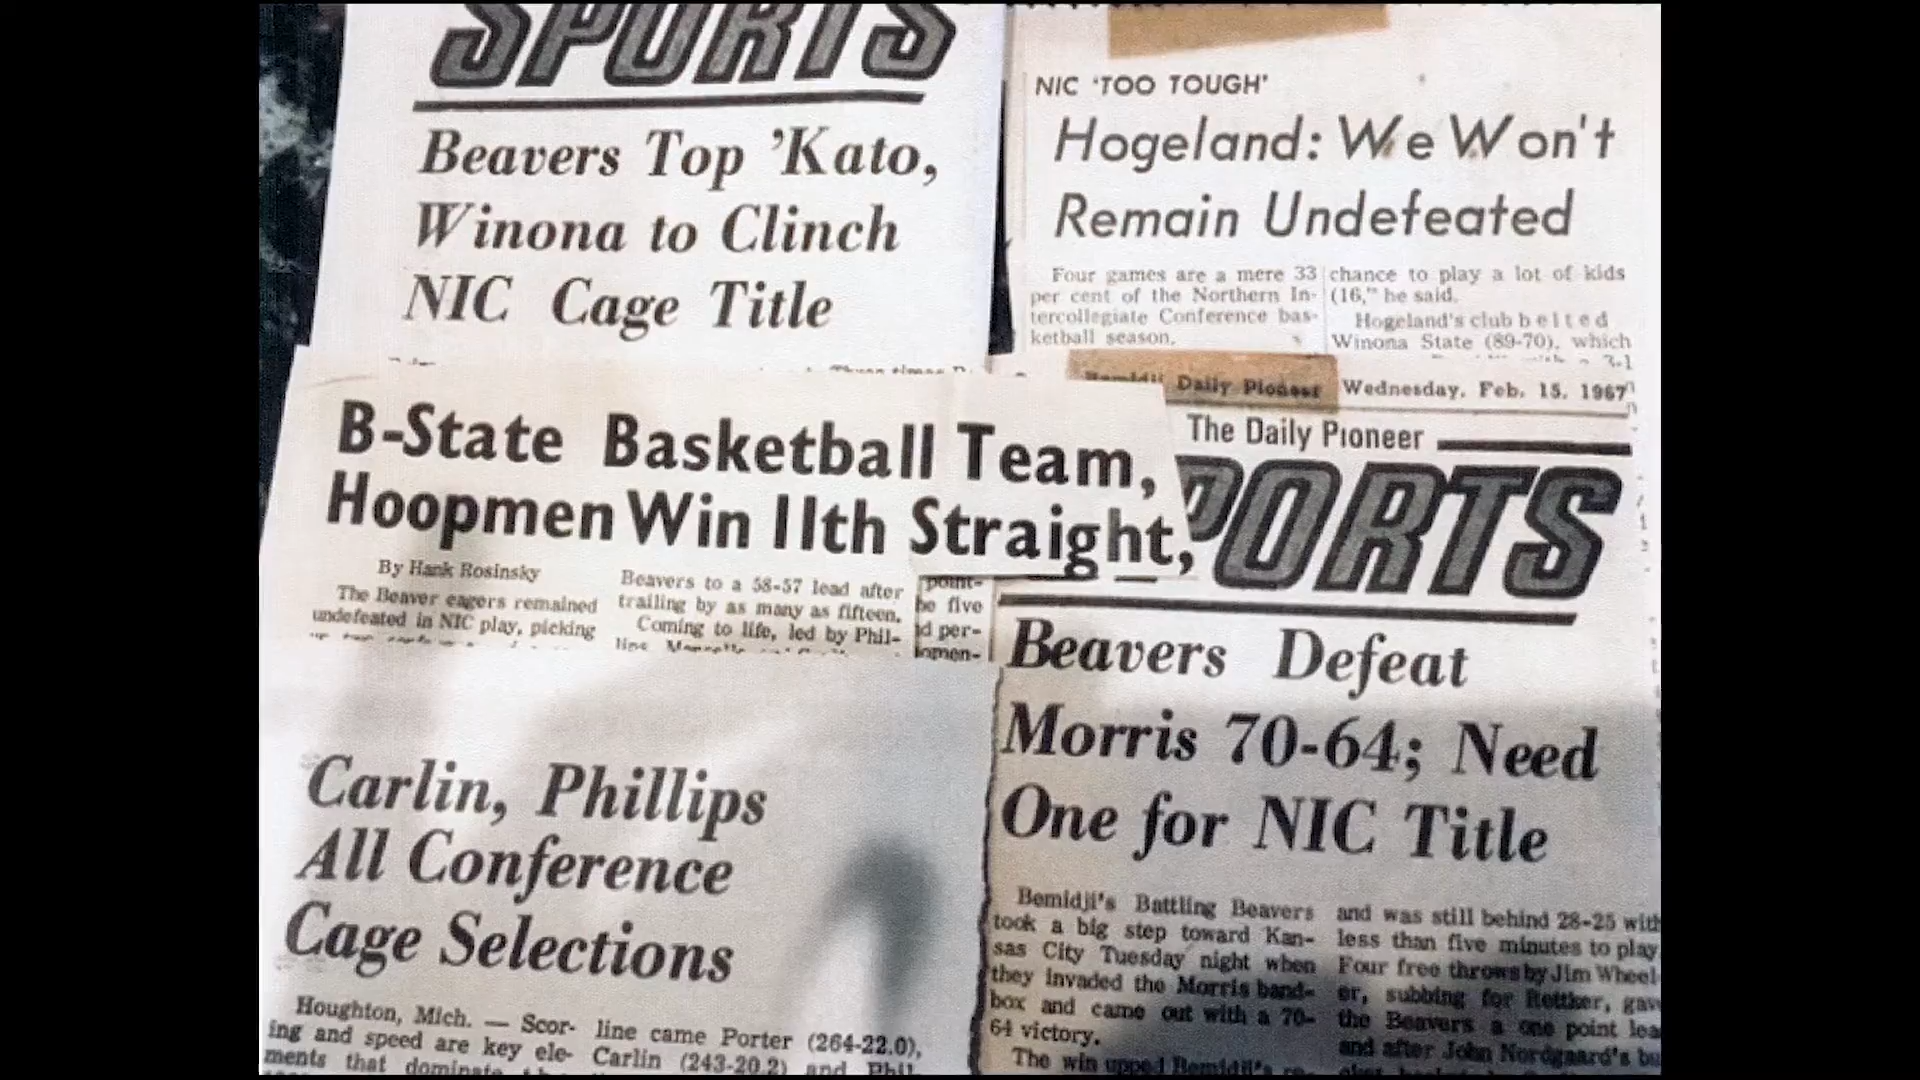 SPORTS
Beavers Top 'Kato,
Winona to Clinch
NIC Cage Title
NIC 'TOO TOUGH'
Hogeland: We Won't
Remain Undefeated
Four games are a mere 33
per cent of the Northern In-
tercollegiate Conference bas-
ketball season.
chance to play a lot of kids
(16," he said.
Hogeland's club belted
Winona State (89-70), which
Bemidji Daily Pioneer Wednesday, Feb. 15, 1967
B-State Basketball Team,
Hoopmen Win 11th Straight,
By Hank Rosinsky
The Beaver cagers remained
undefeated in NIC play, picking
Beavers to a 58-57 lead after
trailing by as many as fifteen.
Coming to life, led by Phil-
point-
be five
d per-
omen-
The Daily Pioneer
PORTS
Beavers Defeat
Morris 70-64; Need
One for NIC Title
Bemidji's Battling Beavers
took a big step toward Kan-
sas City Tuesday night when
they invaded the Morris band-
box and came out with a 70-
64 victory.
The win upped Bemidji's
and was still behind 28-25 with
less than five minutes to play
Four free throws by Jim Wheel-
er, subbing for Rettker, gave
the Beavers a one point lea
and after John Nordgaard's bu
Carlin, Phillips
All Conference
Cage Selections
Houghton, Mich. — Scor-
ing and speed are key ele-
ments that dominate
line came Porter (264-22.0),
Carlin (243-20.2) and Phil-